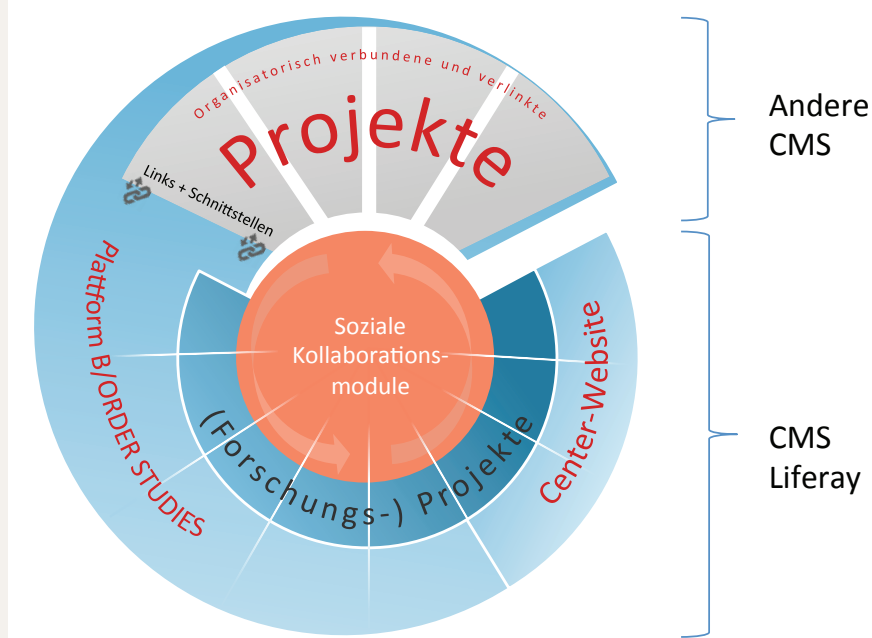 Organisatorisch verbundene und verlinkte
Projekte
Links + Schnittstellen
Andere
CMS
Plattform B/ORDER STUDIES
Soziale
Kollaborations-
module
(Forschungs-) Projekte
Center-Website
CMS
Liferay